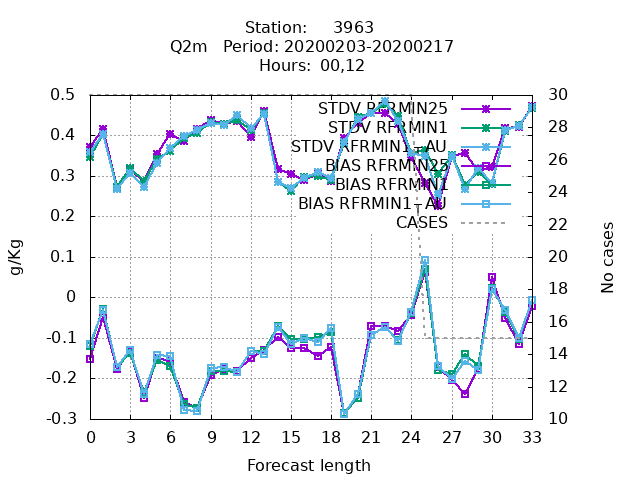 Station: 3963
Q2m Period: 20200203-20200217
Hours: 00,12
STDV RFRMIN25
STDV RFRMIN1
STDV RFRMIN1-AU
BIAS RFRMIN25
BIAS RFRMIN1
BIAS RFRMIN1-AU
CASES
0.5
0.4
0.3
0.2
0.1
0
-0.1
-0.2
-0.3
g/Kg
30
28
26
24
22
20
18
16
14
12
10
No cases
0 3 6 9 12 15 18 21 24 27 30 33
Forecast length